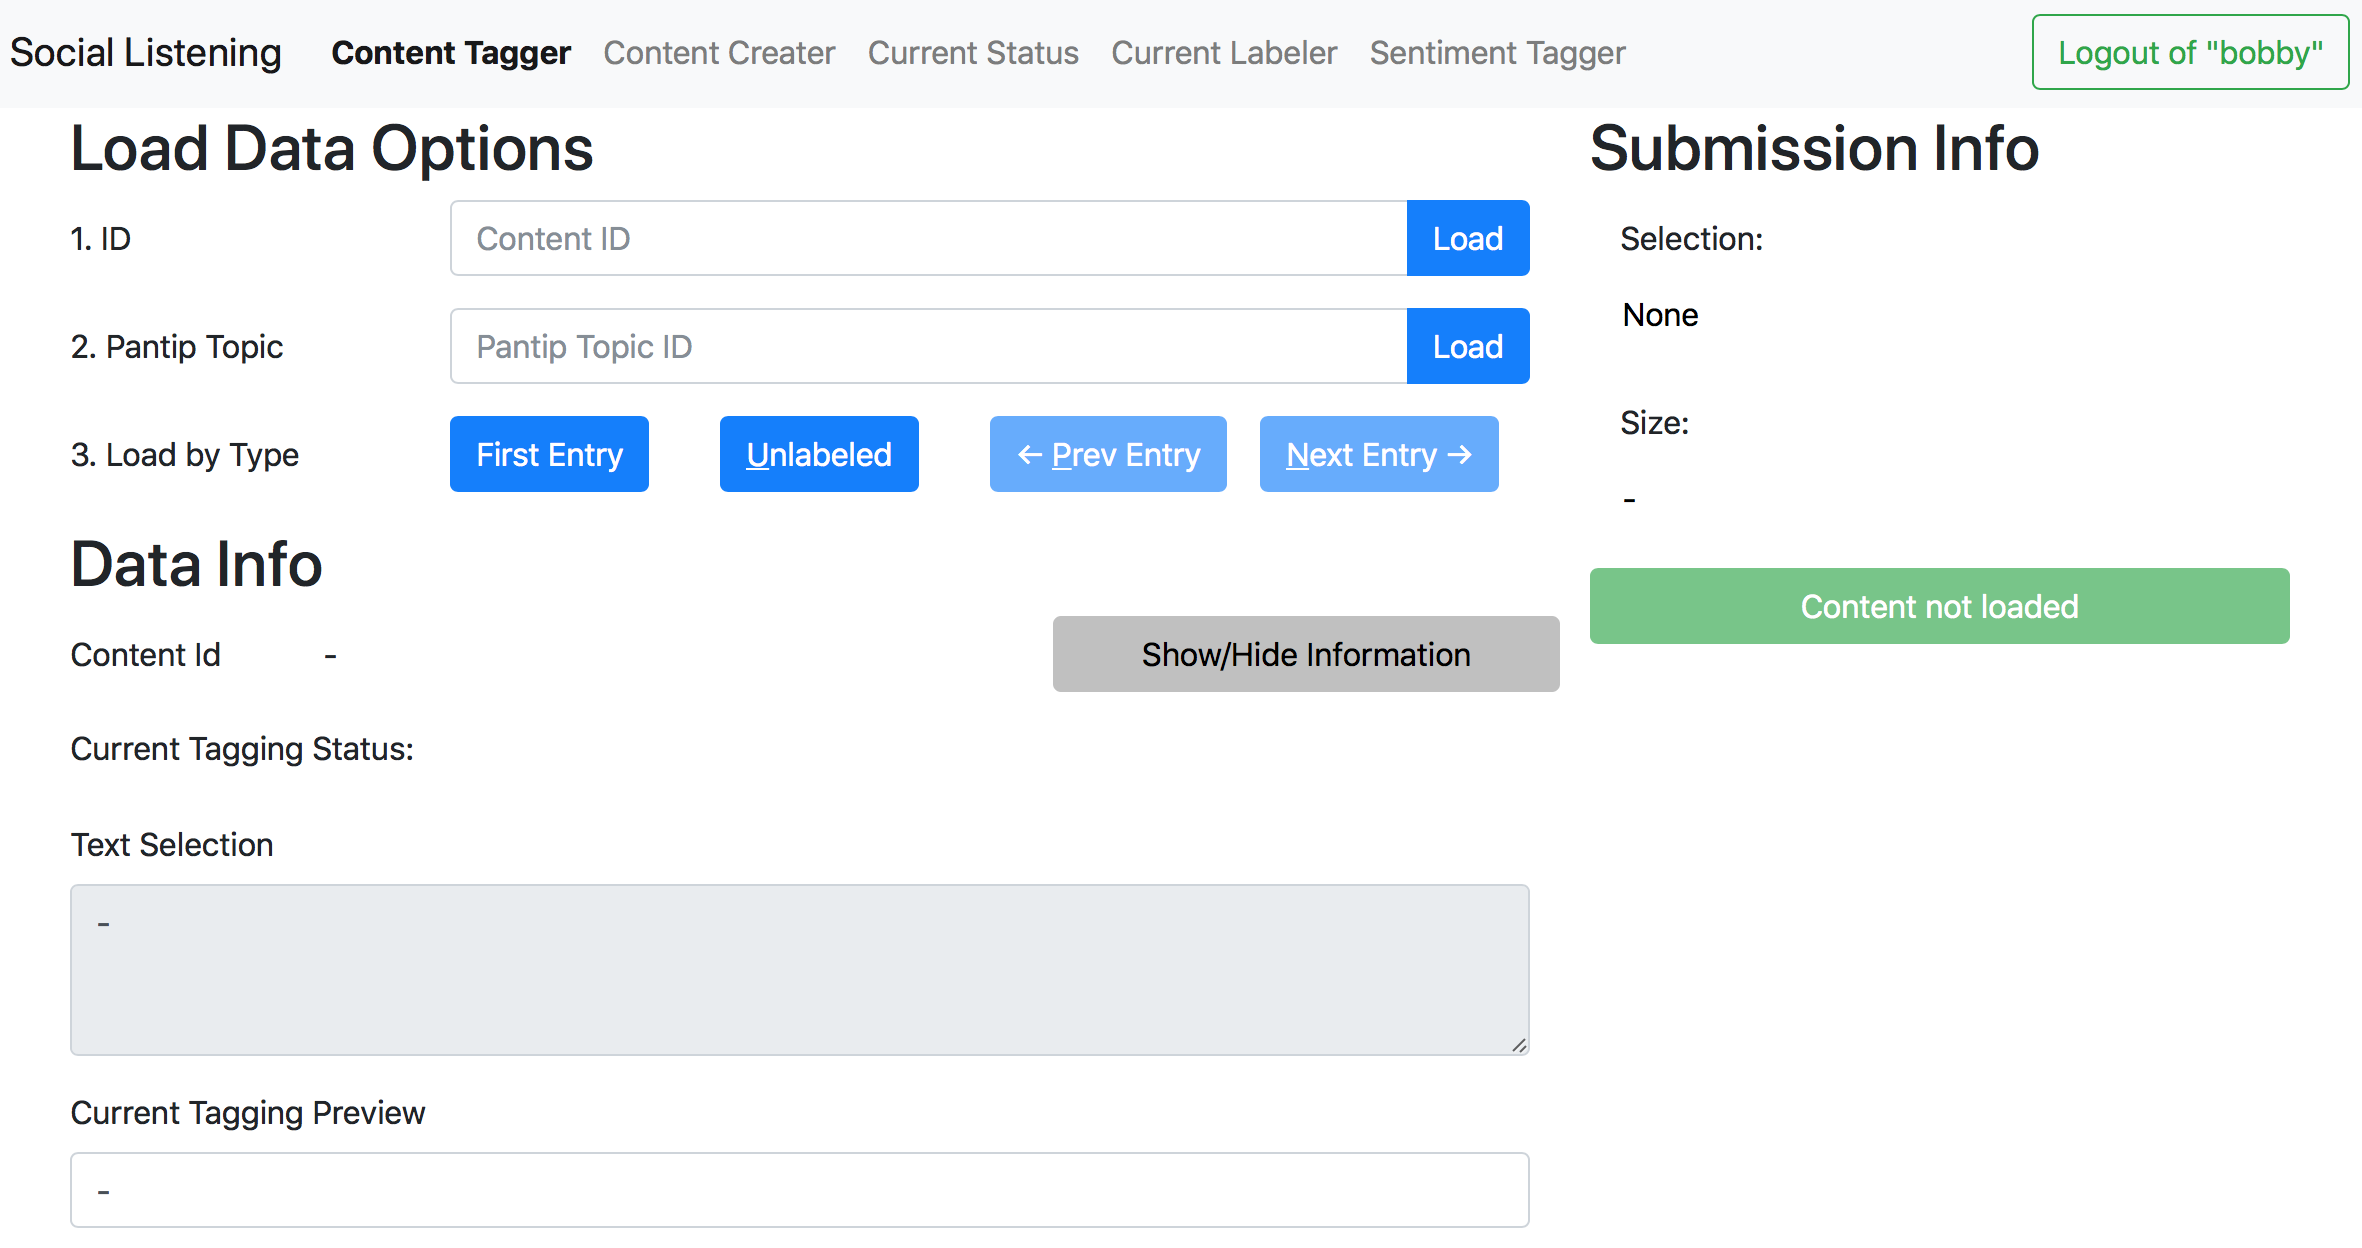 Social Listening Content Tagger Content Creater Current Status Current Labeler Sentiment Tagger Logout of "bobby"
Load Data Options
1. ID Content ID Load
2. Pantip Topic Pantip Topic ID Load
3. Load by Type First Entry Unlabeled ← Prev Entry Next Entry →
Data Info
Content Id - Show/Hide Information
Current Tagging Status:
Text Selection
-
Current Tagging Preview
-
Submission Info
Selection:
None
Size:
-
Content not loaded